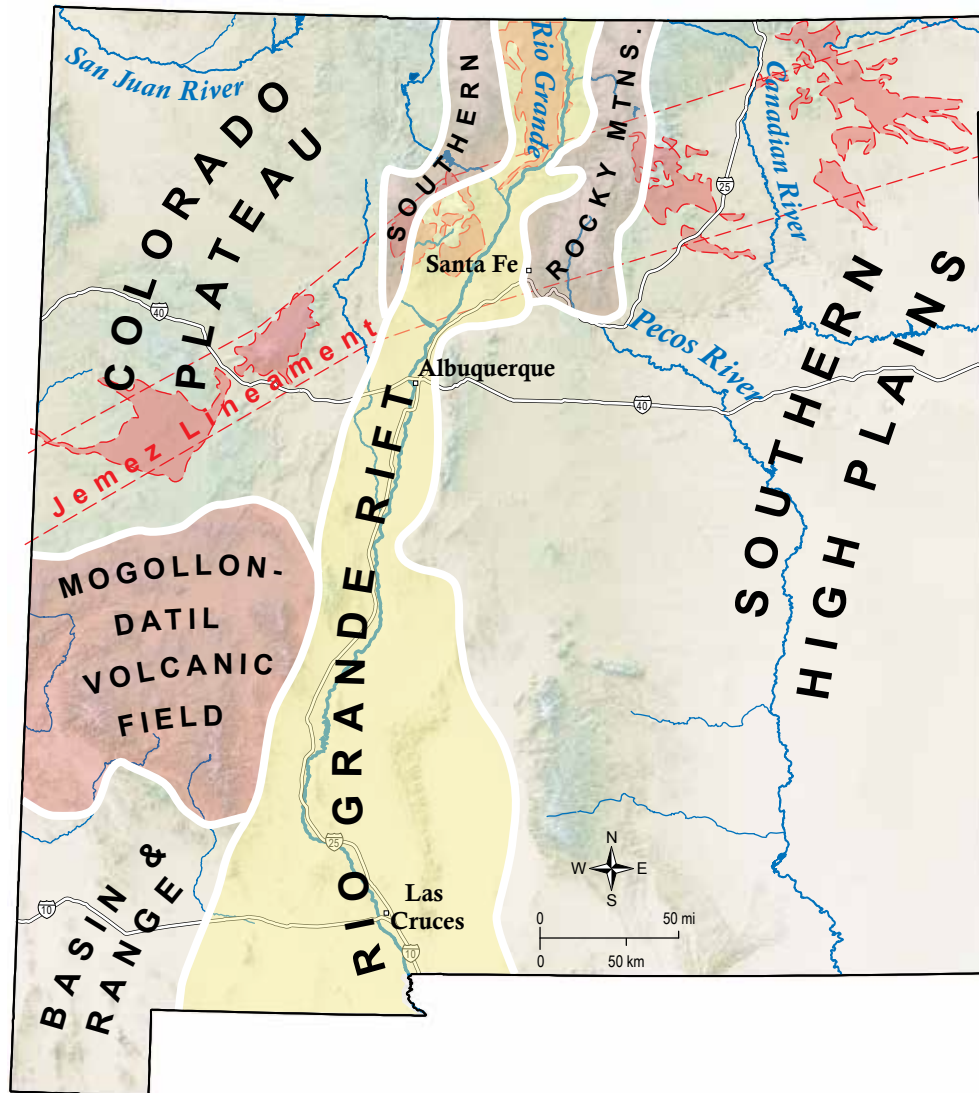 San Juan River
COLORADO
PLATEAU
SOUTHERN
ROCKY MTNS.
Rio Grande
Canadian River
25
Santa Fe
40
Jemez Lineament
Pecos River
Albuquerque
40
SOUTHERN
HIGH PLAINS
RIO GRANDE RIFT
MOGOLLON-
DATIL
VOLCANIC
FIELD
BASIN &
RANGE
25
10
Las
Cruces
10
N
W E
S
0 50 mi
0 50 km